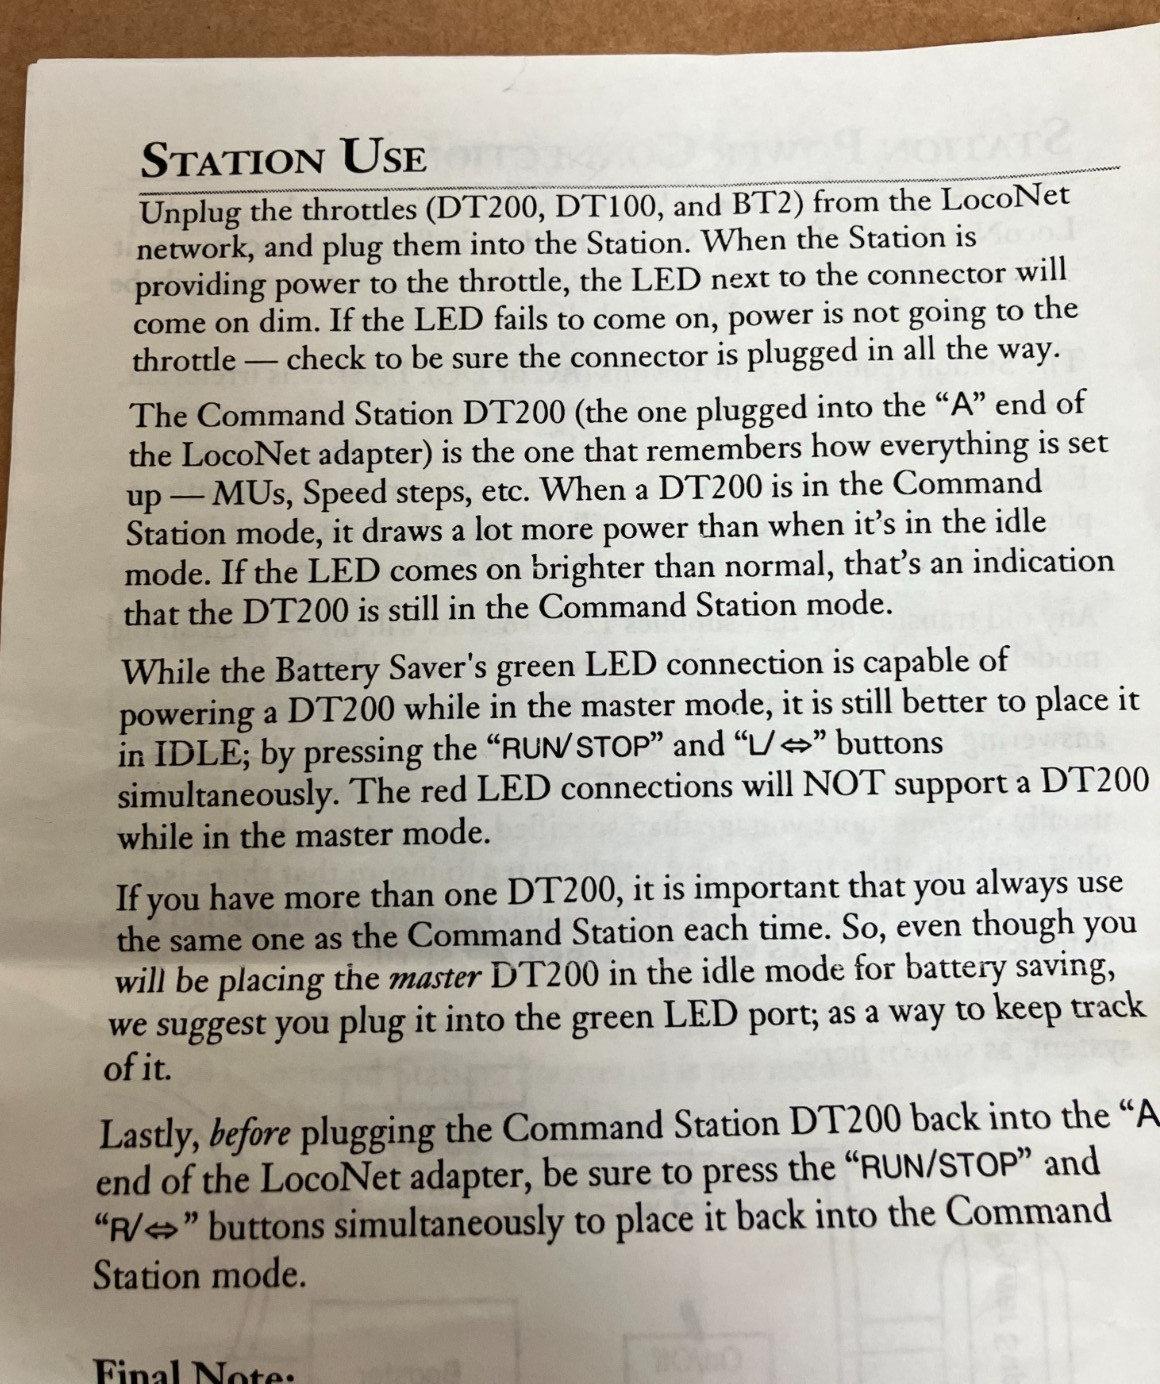 STATION USE
Unplug the throttles (DT200, DT100, and BT2) from the LocoNet
network, and plug them into the Station. When the Station is
providing power to the throttle, the LED next to the connector will
come on dim. If the LED fails to come on, power is not going to the
throttle — check to be sure the connector is plugged in all the way.
The Command Station DT200 (the one plugged into the “A” end of
the LocoNet adapter) is the one that remembers how everything is set
up — MUs, Speed steps, etc. When a DT200 is in the Command
Station mode, it draws a lot more power than when it’s in the idle
mode. If the LED comes on brighter than normal, that’s an indication
that the DT200 is still in the Command Station mode.
While the Battery Saver's green LED connection is capable of
powering a DT200 while in the master mode, it is still better to place it
in IDLE; by pressing the “RUN/STOP” and “L/⇔” buttons
simultaneously. The red LED connections will NOT support a DT200
while in the master mode.
If you have more than one DT200, it is important that you always use
the same one as the Command Station each time. So, even though you
will be placing the master DT200 in the idle mode for battery saving,
we suggest you plug it into the green LED port; as a way to keep track
of it.
Lastly, before plugging the Command Station DT200 back into the “A
end of the LocoNet adapter, be sure to press the “RUN/STOP” and
“R/⇔” buttons simultaneously to place it back into the Command
Station mode.
Final Note: